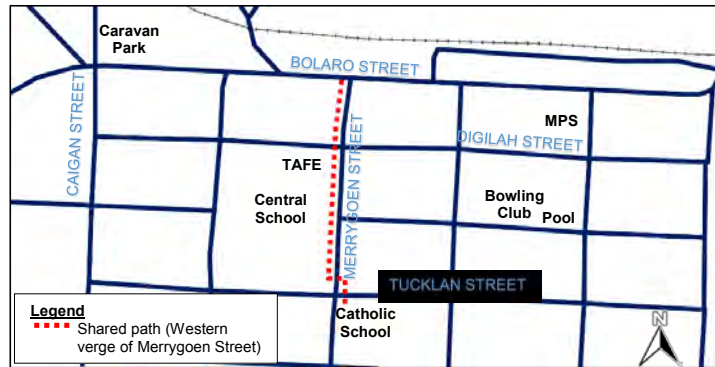 Caravan
Park
BOLARO STREET
CAIGAN STREET
MPS
DIGILAH STREET
TAFE
MERRYGOEN STREET
Central
School
Bowling
Club
Pool
TUCKLAN STREET
Catholic
School
Legend
Shared path (Western
verge of Merrygoen Street)
N